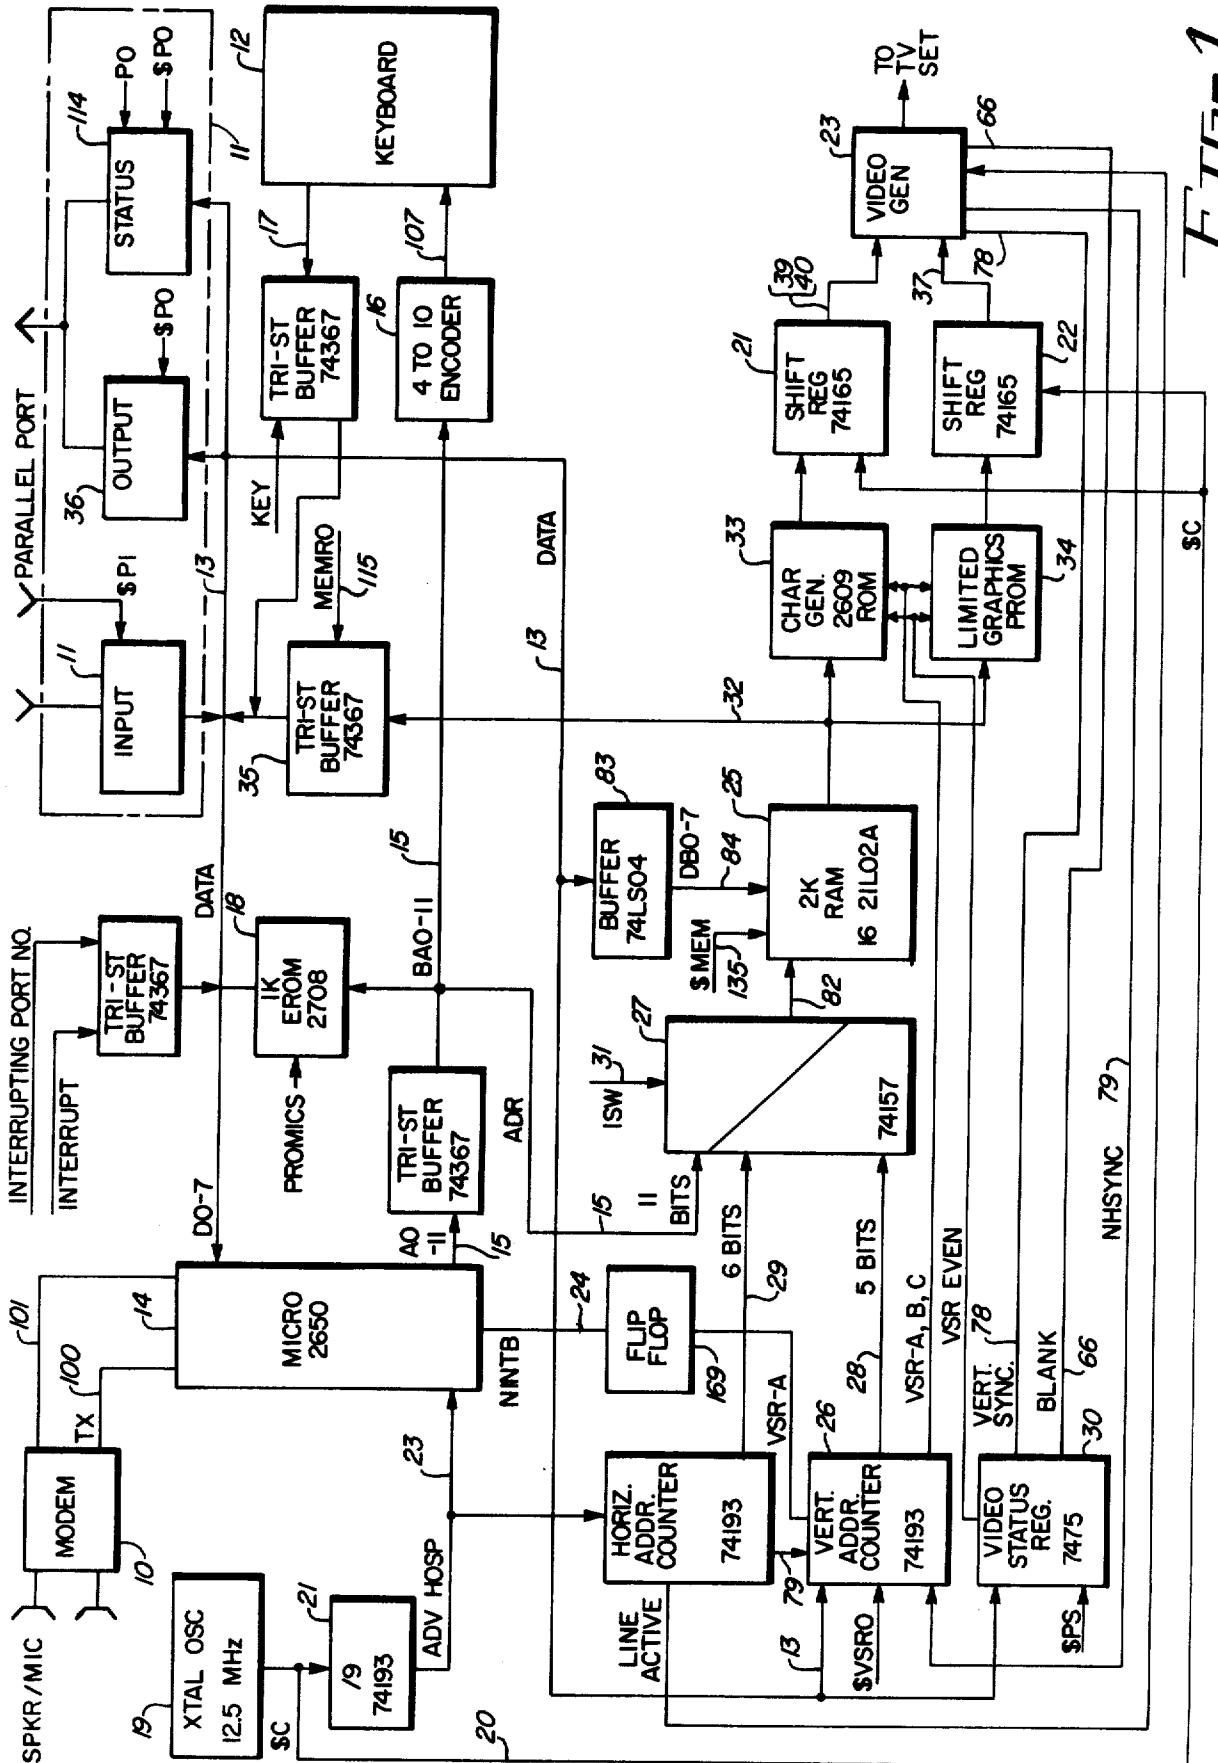 SPKR/MIC
MODEM
10
TX
100
101
XTAL OSC
12.5 MHz
19
$C
20
/9
74193
21
ADV HOSP
23
MICRO
2650
14
DO-7
AO
-11
15
NINTB
24
FLIP
FLOP
169
INTERRUPTING PORT NO.
INTERRUPT
TRI-ST
BUFFER
74367
PROMICS
1K
EROM
2708
18
DATA
TRI-ST
BUFFER
74367
BAO-11
15
ADR
PARALLEL PORT
INPUT
11
$PI
13
OUTPUT
36
$PO
STATUS
114
PO
$PO
11
TRI-ST
BUFFER
74367
35
MEMRO
115
KEY
TRI-ST
BUFFER
74367
17
KEYBOARD
12
4 TO 10
ENCODER
16
107
DATA
13
BUFFER
74LS04
83
DBO-7
84
$MEM
135
2K
RAM
16 21L02A
25
82
27
ISW
31
74157
15
11
BITS
6 BITS
29
5 BITS
28
HORIZ.
ADDR.
COUNTER
74193
LINE
ACTIVE
79
VSR-A
VERT.
ADDR.
COUNTER
74193
26
13
$VSRO
VSR-A, B, C
VSR EVEN
VIDEO
STATUS
REG.
7475
30
$PS
VERT.
SYNC.
78
BLANK
66
NHSYNC
79
32
CHAR
GEN.
2609
ROM
33
LIMITED
GRAPHICS
PROM
34
SHIFT
REG
74165
21
SHIFT
REG
74165
22
39
40
37
$C
VIDEO
GEN
23
TO
TV
SET
78
66